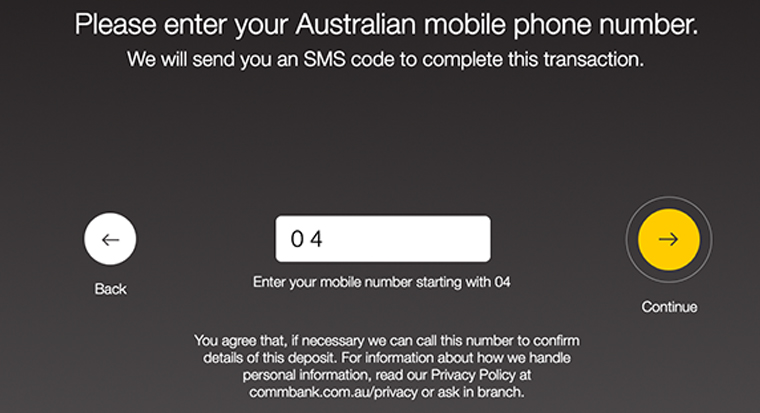 Please enter your Australian mobile phone number.
We will send you an SMS code to complete this transaction.
04
Enter your mobile number starting with 04
Back
Continue
You agree that, if necessary we can call this number to confirm
details of this deposit. For information about how we handle
personal information, read our Privacy Policy at
commbank.com.au/privacy or ask in branch.